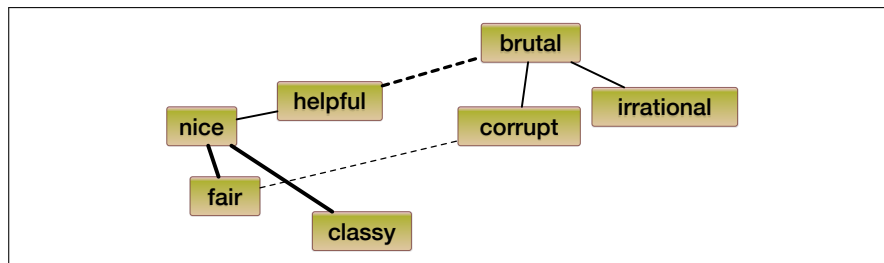 brutal
helpful
irrational
nice
corrupt
fair
classy